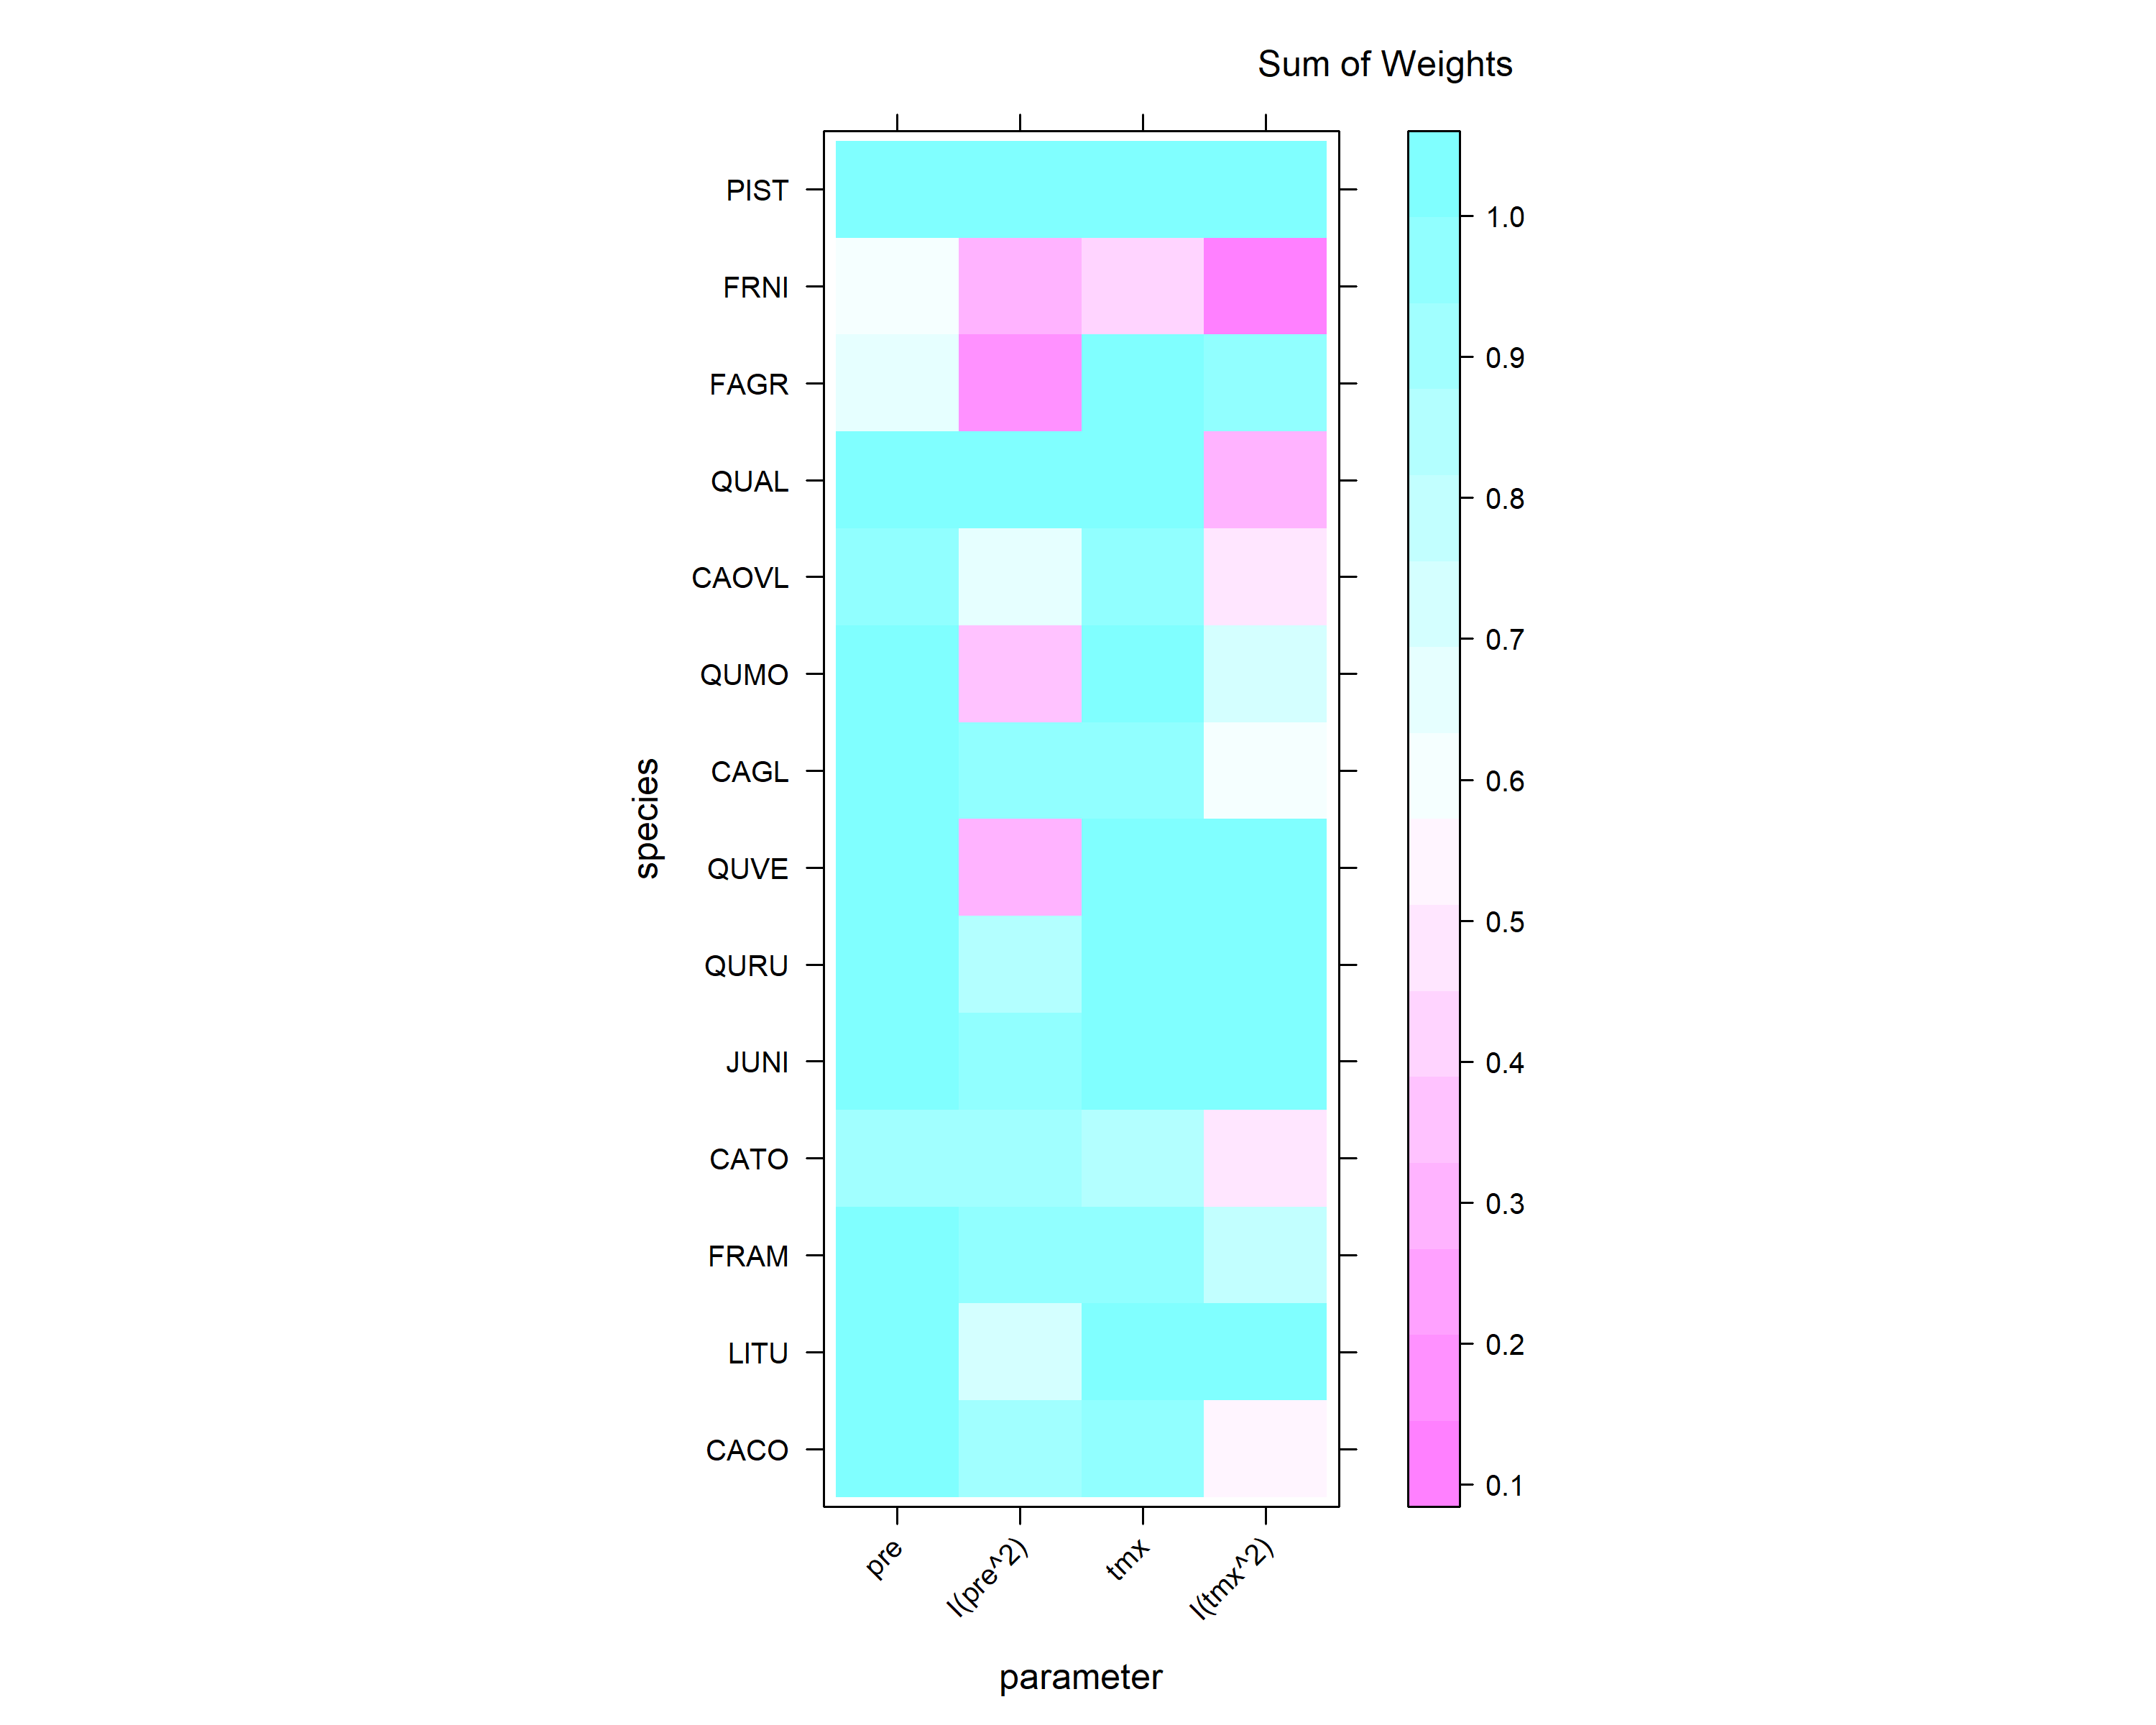 Sum of Weights
PIST
FRNI
FAGR
QUAL
CAOVL
QUMO
CAGL
QUVE
QURU
JUNI
CATO
FRAM
LITU
CACO
species
1.0
0.9
0.8
0.7
0.6
0.5
0.4
0.3
0.2
0.1
pre
I(pre^2)
tmx
I(tmx^2)
parameter